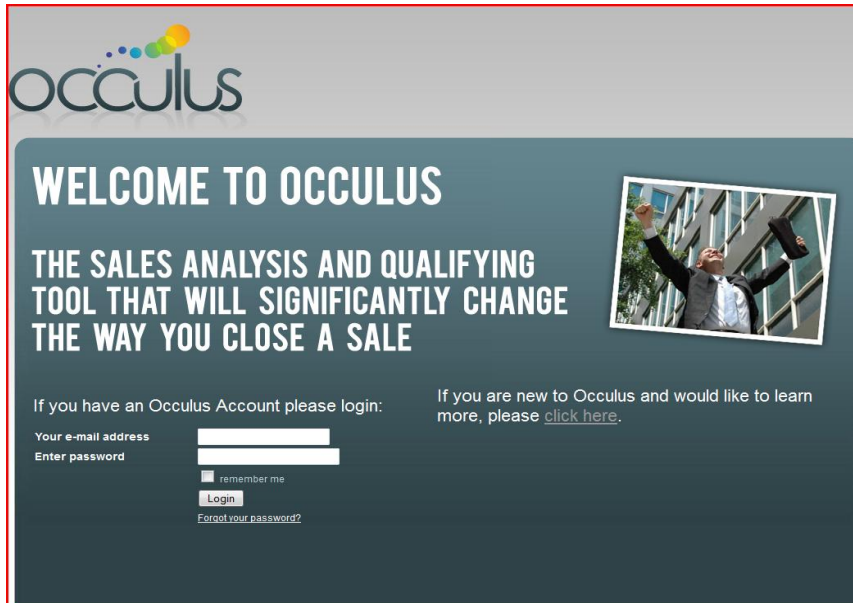 occulus
WELCOME TO OCCULUS
THE SALES ANALYSIS AND QUALIFYING
TOOL THAT WILL SIGNIFICANTLY CHANGE
THE WAY YOU CLOSE A SALE
If you have an Occulus Account please login:
Your e-mail address
Enter password
remember me
Login
Forgot your password?
If you are new to Occulus and would like to learn
more, please click here.